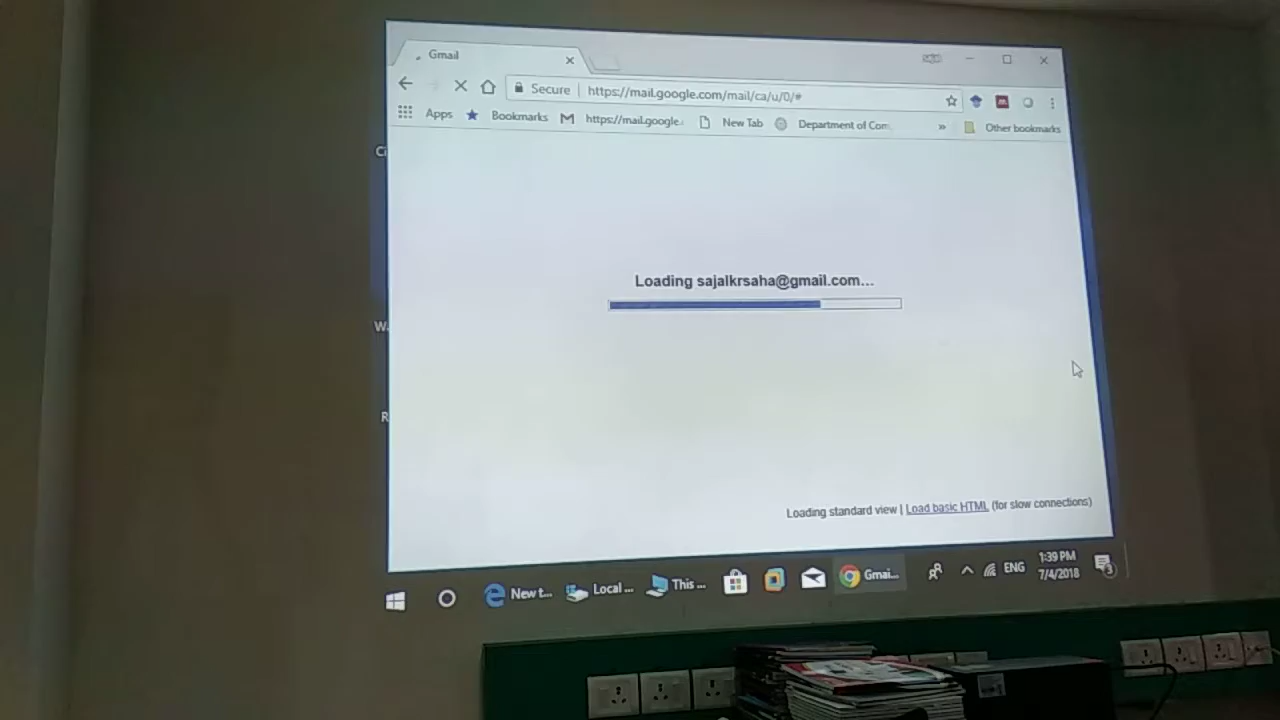 Gmail
Secure | https://mail.google.com/mail/ca/u/0/#
Apps Bookmarks https://mail.google. New Tab Department of Com
» Other bookmarks
Ci
W
R
Loading sajalkrsaha@gmail.com...
Loading standard view | Load basic HTML (for slow connections)
New t... Local ... This ... Gmai... ENG
1:39 PM
7/4/2018
3